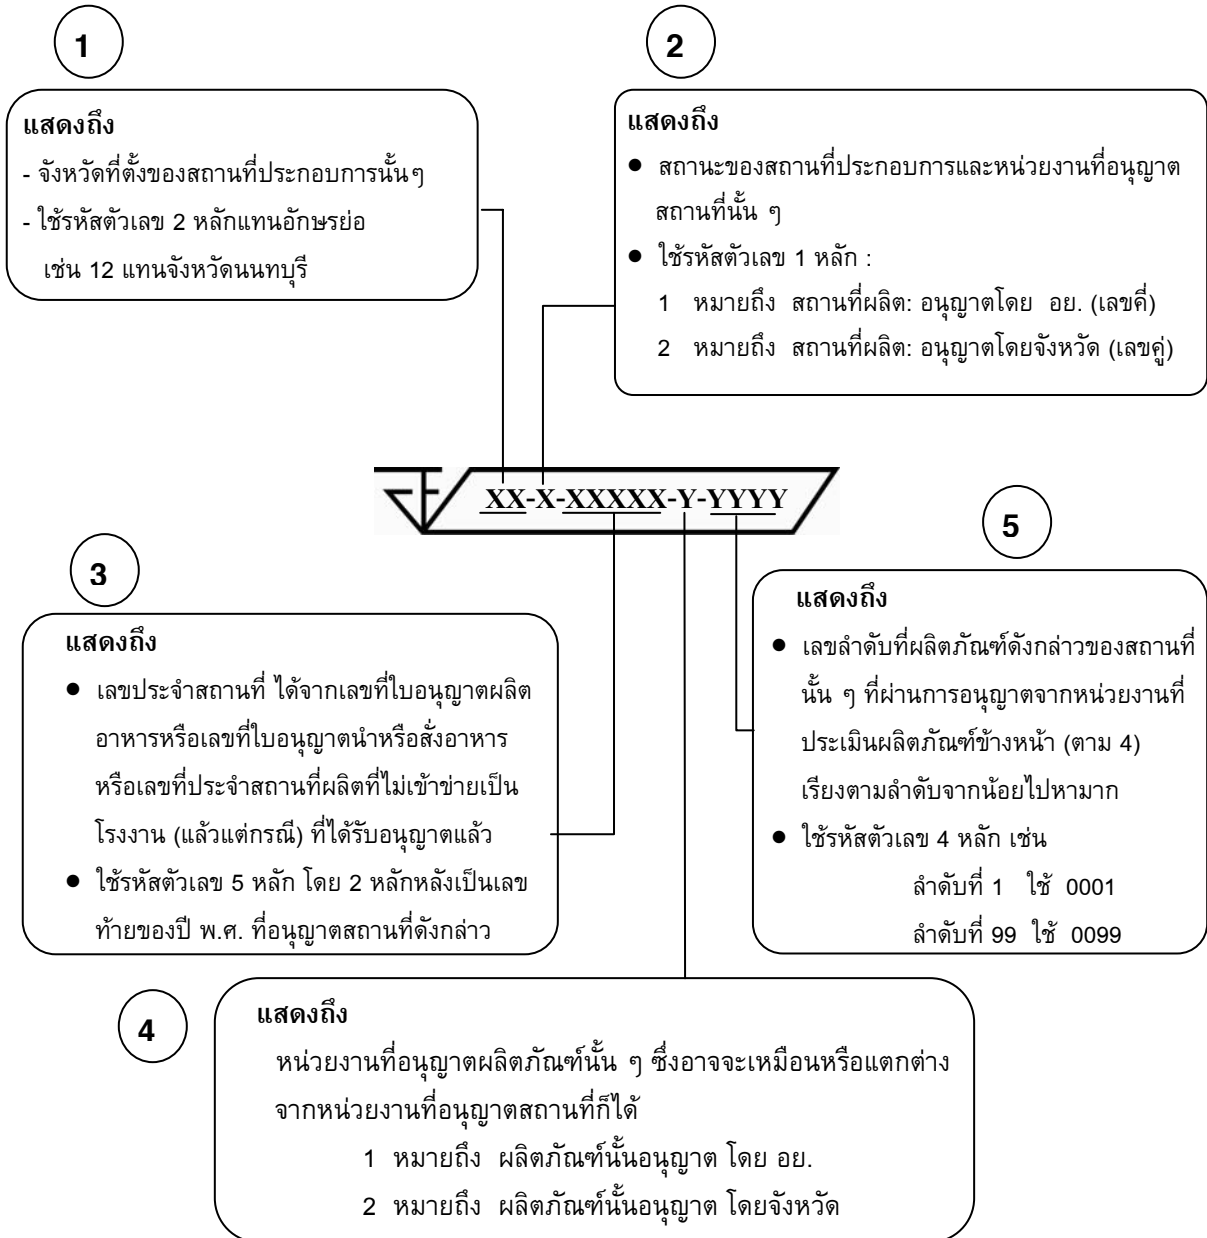 1
แสดงถึง
- จังหวัดที่ตั้งของสถานที่ประกอบการนั้นๆ
- ใช้รหัสตัวเลข 2 หลักแทนอักษรย่อ
เช่น 12 แทนจังหวัดนนทบุรี
2
แสดงถึง
● สถานะของสถานที่ประกอบการและหน่วยงานที่อนุญาต
สถานที่นั้น ๆ
● ใช้รหัสตัวเลข 1 หลัก :
1 หมายถึง สถานที่ผลิต: อนุญาตโดย อย. (เลขคี่)
2 หมายถึง สถานที่ผลิต: อนุญาตโดยจังหวัด (เลขคู่)
XX-X-XXXXX-Y-YYYY
3
แสดงถึง
● เลขประจำสถานที่ ได้จากเลขที่ใบอนุญาตผลิต
อาหารหรือเลขที่ใบอนุญาตนำหรือสั่งอาหาร
หรือเลขที่ประจำสถานที่ผลิตที่ไม่เข้าข่ายเป็น
โรงงาน (แล้วแต่กรณี) ที่ได้รับอนุญาตแล้ว
● ใช้รหัสตัวเลข 5 หลัก โดย 2 หลักหลังเป็นเลข
ท้ายของปี พ.ศ. ที่อนุญาตสถานที่ดังกล่าว
5
แสดงถึง
● เลขลำดับที่ผลิตภัณฑ์ดังกล่าวของสถานที่
นั้น ๆ ที่ผ่านการอนุญาตจากหน่วยงานที่
ประเมินผลิตภัณฑ์ข้างหน้า (ตาม 4)
เรียงตามลำดับจากน้อยไปหามาก
● ใช้รหัสตัวเลข 4 หลัก เช่น
ลำดับที่ 1 ใช้ 0001
ลำดับที่ 99 ใช้ 0099
4
แสดงถึง
หน่วยงานที่อนุญาตผลิตภัณฑ์นั้น ๆ ซึ่งอาจจะเหมือนหรือแตกต่าง
จากหน่วยงานที่อนุญาตสถานที่ก็ได้
1 หมายถึง ผลิตภัณฑ์นั้นอนุญาต โดย อย.
2 หมายถึง ผลิตภัณฑ์นั้นอนุญาต โดยจังหวัด